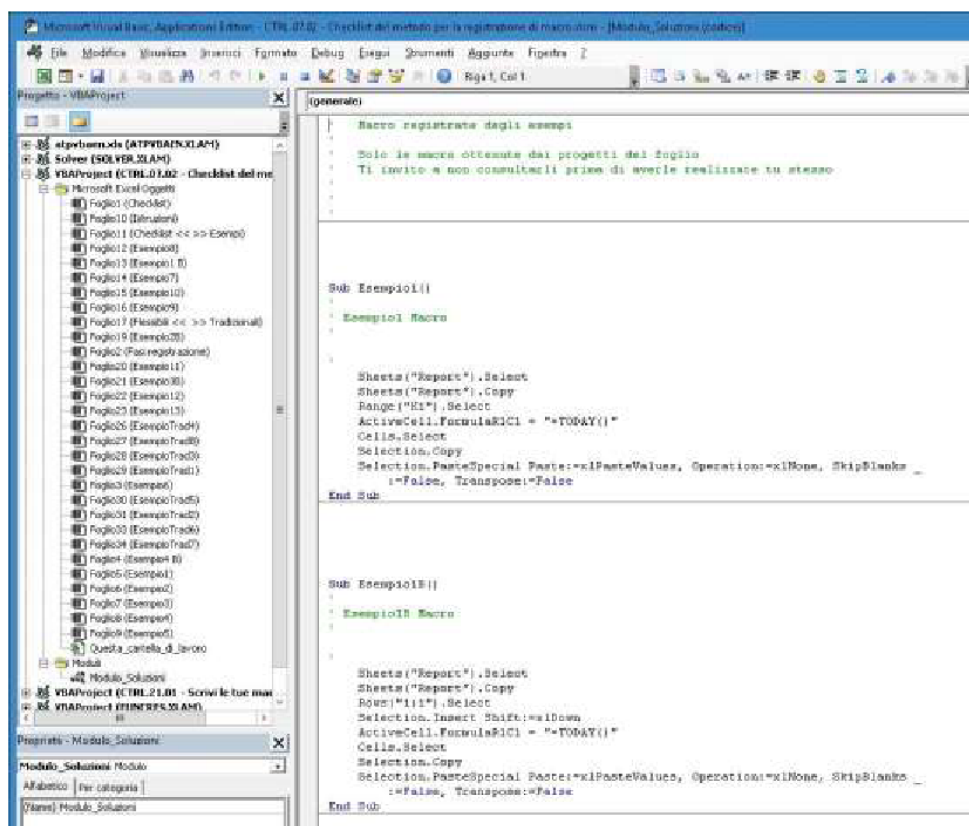 Microsoft Visual Basic, Applications Edition - CTRL.07.02 - Checklist del metodo per la registrazione di macro - [Modulo_Soluzioni (codice)]
File Modifica Visualizza Inserisci Formato Debug Esegui Strumenti Aggiunte Finestra ?
Riga 1, Col 1
Progetto - VBAProject
atpvbaen.xls (ATPVBAEN.XLAM)
Solver (SOLVER.XLAM)
VBAProject (CTRL.07.02 - Checklist del me
Microsoft Excel Oggetti
Foglio1 (Checklist)
Foglio10 (Istruzioni)
Foglio11 (Checklist << >> Esempi)
Foglio12 (Esempio8)
Foglio13 (Esempio1 B)
Foglio14 (Esempio7)
Foglio15 (Esempio10)
Foglio16 (Esempio9)
Foglio17 (Flessibili << >> Tradizionali)
Foglio19 (Esempio2B)
Foglio2 (Fasi registrazione)
Foglio20 (Esempio11)
Foglio21 (Esempio3B)
Foglio22 (Esempio12)
Foglio23 (Esempio13)
Foglio26 (EsempioTrad4)
Foglio27 (EsempioTrad8)
Foglio28 (EsempioTrad3)
Foglio29 (EsempioTrad1)
Foglio3 (Esempio6)
Foglio30 (EsempioTrad5)
Foglio31 (EsempioTrad2)
Foglio33 (EsempioTrad6)
Foglio34 (EsempioTrad7)
Foglio4 (Esempio4 B)
Foglio5 (Esempio1)
Foglio6 (Esempio2)
Foglio7 (Esempio3)
Foglio8 (Esempio4)
Foglio9 (Esempio5)
Questa_cartella_di_lavoro
Moduli
Modulo_Soluzioni
VBAProject (CTRL.21.01 - Scrivi le tue mac
VBAProject (FUNCRES.XLAM)
Proprietà - Modulo_Soluzioni
Modulo_Soluzioni Modulo
Alfabetico Per categoria
(Name) Modulo_Soluzioni
(generale)
' Macro registrate degli esempi
'
' Solo le macro ottenute dai progetti del foglio
' Ti invito a non consultarli prima di averle realizzate tu stesso
'
'
'
Sub Esempio1()
'
' Esempio1 Macro
'
'
Sheets("Report").Select
Sheets("Report").Copy
Range("K1").Select
ActiveCell.FormulaR1C1 = "=TODAY()"
Cells.Select
Selection.Copy
Selection.PasteSpecial Paste:=xlPasteValues, Operation:=xlNone, SkipBlanks _
:=False, Transpose:=False
End Sub
Sub Esempio1B()
'
' Esempio1B Macro
'
'
Sheets("Report").Select
Sheets("Report").Copy
Rows("1:1").Select
Selection.Insert Shift:=xlDown
ActiveCell.FormulaR1C1 = "=TODAY()"
Cells.Select
Selection.Copy
Selection.PasteSpecial Paste:=xlPasteValues, Operation:=xlNone, SkipBlanks _
:=False, Transpose:=False
End Sub